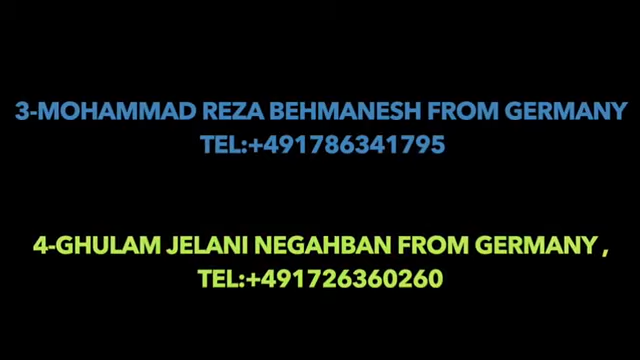 3-MOHAMMAD REZA BEHMANESH FROM GERMANY
TEL:+491786341795
4-GHULAM JELANI NEGAHBAN FROM GERMANY ,
TEL:+491726360260